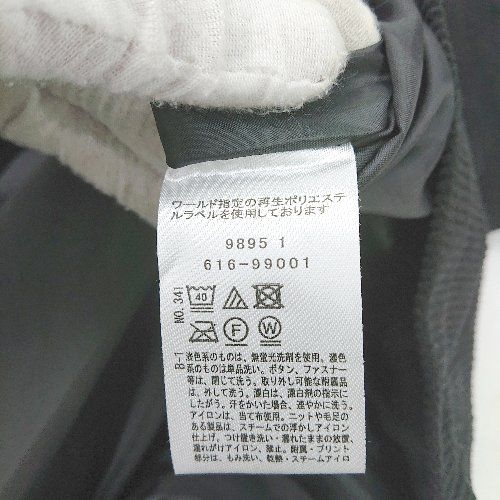 ワールド指定の再生ポリエステ
ルラベルを使用しております
9895 1
616-99001
NO.341
40
F
W
B-1
淡色系のものは、無蛍光洗剤を使用。濃色
系のものは単品洗い。ボタン、ファスナー
等は、閉じて洗う。取り外し可能な附属品
は、外して洗う。漂白は、漂白剤の指示に
したがう。汗をかいた場合、速やかに洗う。
アイロンは、当て布使用。ニットや毛足の
ある製品は、スチームでの浮かしアイロン
仕上げ。つけ置き洗い・濡れたままの放置、
濡れがけアイロン、禁止。附属・プリント
部分は、もみ洗い、乾燥・スチームアイロ